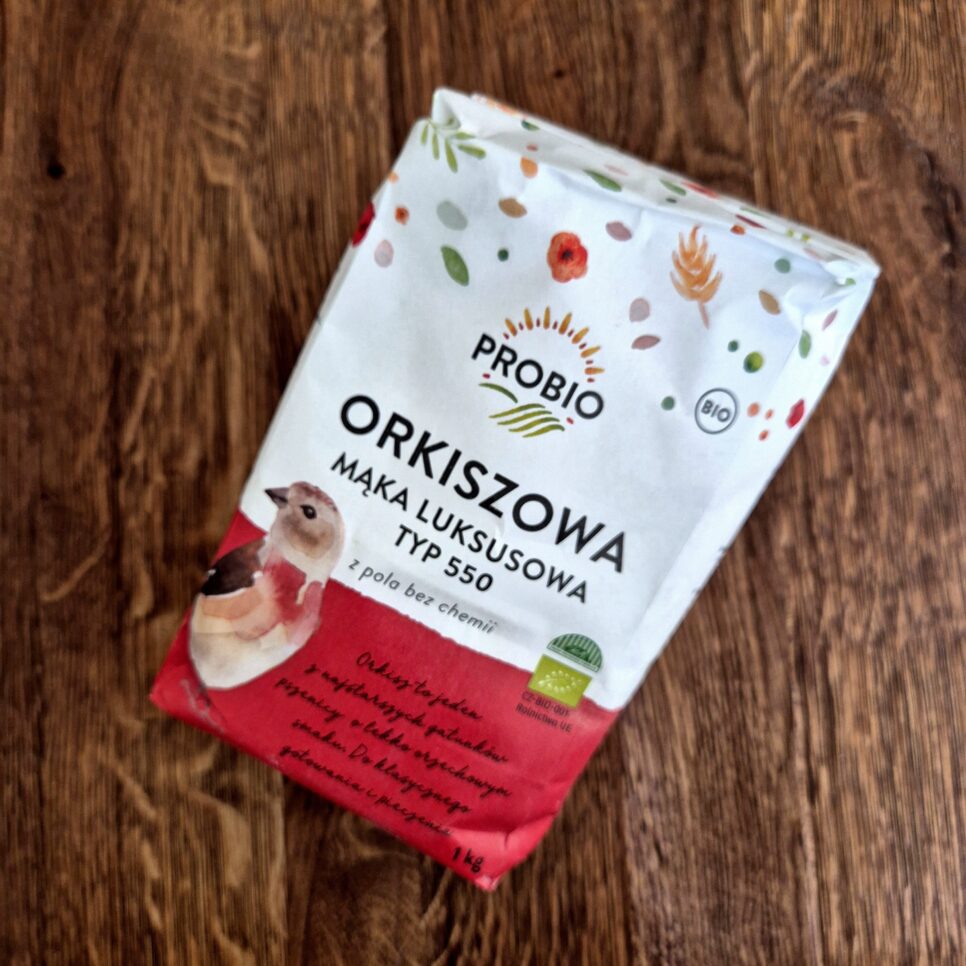 PROBIO
BIO
ORKISZOWA
MĄKA LUKSUSOWA
TYP 550
z pola bez chemii
CZ-BIO-001
Rolnictwo UE
Orkisz to jeden
z najstarszych gatunków
pszenicy o lekko orzechowym
smaku. Do klasycznego
gotowania i pieczenia
1 kg